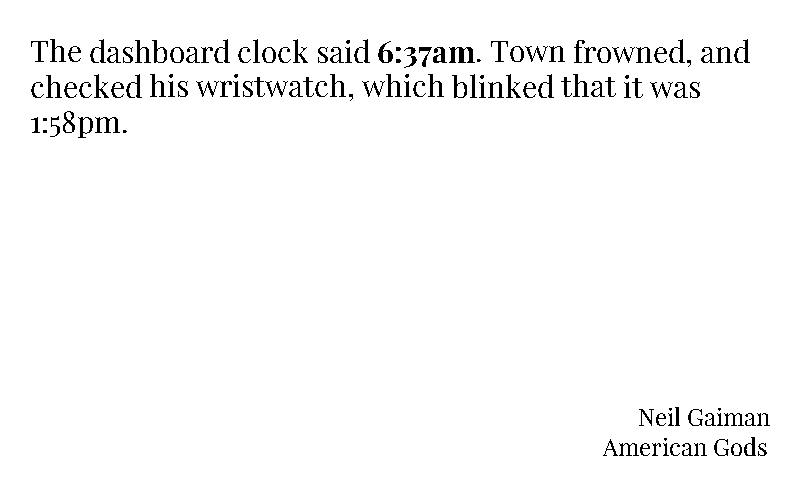 The dashboard clock said 6:37am. Town frowned, and
checked his wristwatch, which blinked that it was
1:58pm.
Neil Gaiman
American Gods